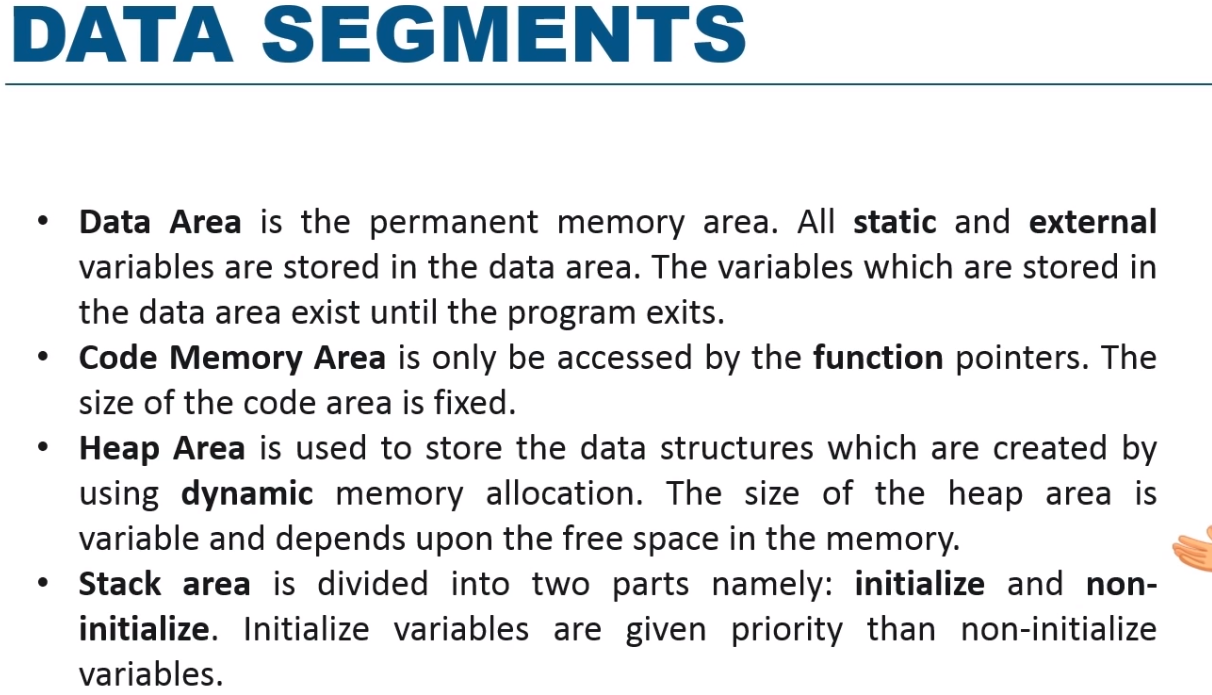 DATA SEGMENTS
• Data Area is the permanent memory area. All static and external
variables are stored in the data area. The variables which are stored in
the data area exist until the program exits.
• Code Memory Area is only be accessed by the function pointers. The
size of the code area is fixed.
• Heap Area is used to store the data structures which are created by
using dynamic memory allocation. The size of the heap area is
variable and depends upon the free space in the memory.
• Stack area is divided into two parts namely: initialize and non-
initialize. Initialize variables are given priority than non-initialize
variables.